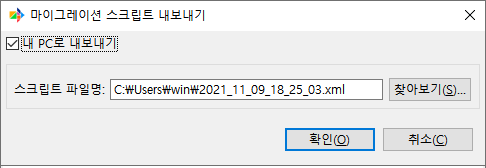 마이그레이션 스크립트 내보내기
내 PC로 내보내기
스크립트 파일명: C:₩Users₩win₩2021_11_09_18_25_03.xml 찾아보기(S)...
확인(O) 취소(C)